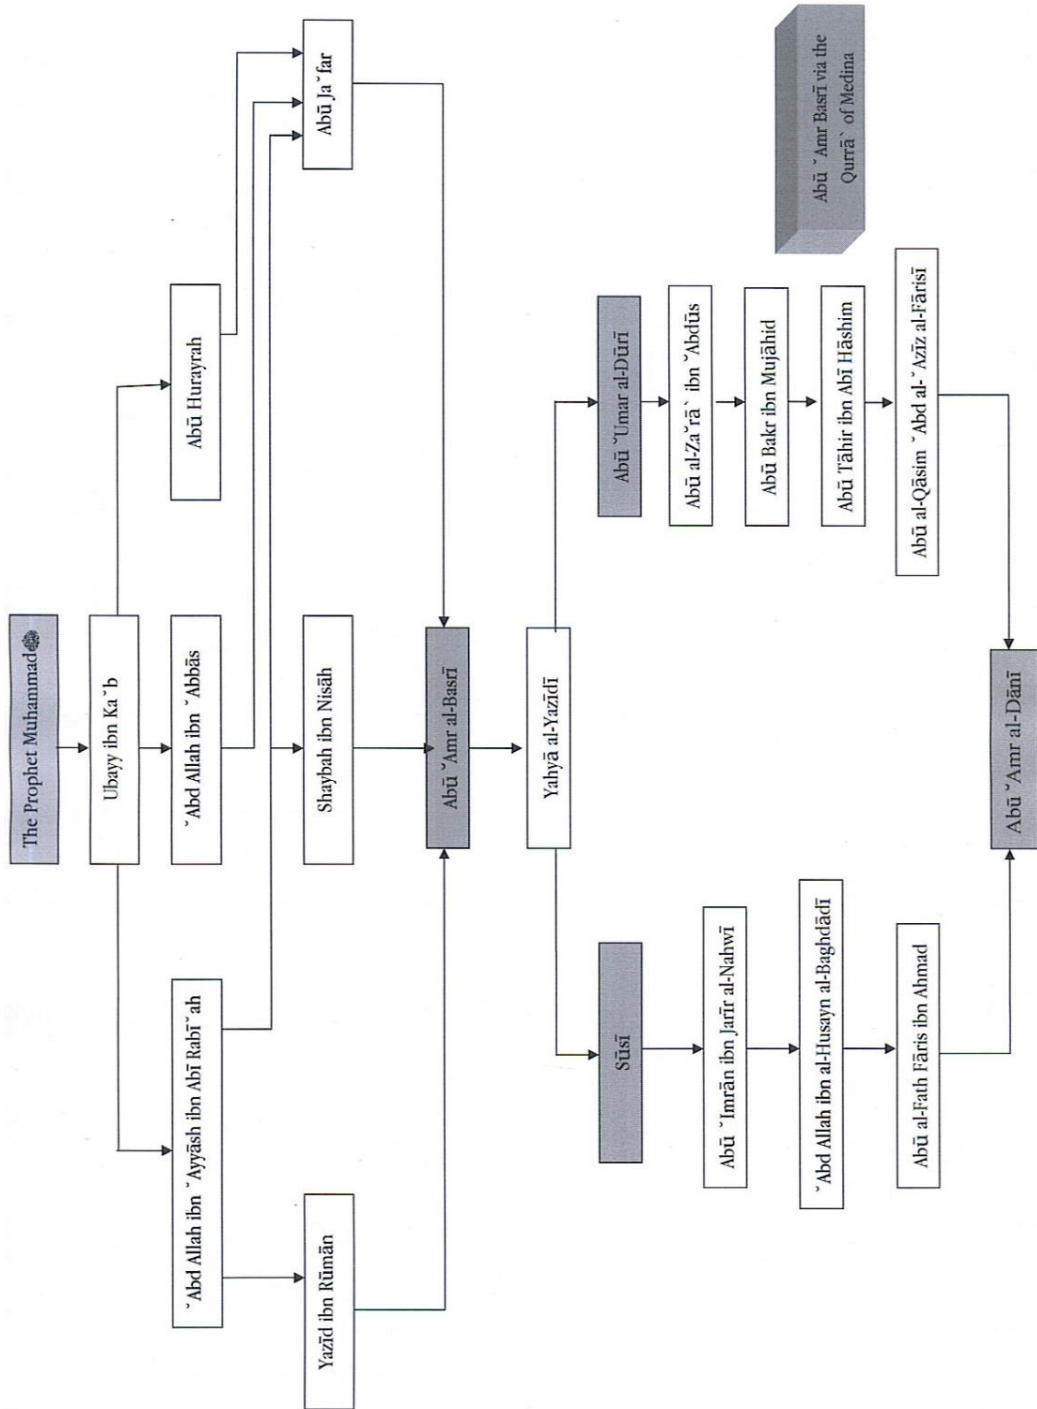 The Prophet Muhammad ﷺ
Ubayy ibn Ka˘b
˘Abd Allah ibn ˘Ayyāsh ibn Abī Rabī˘ah
˘Abd Allah ibn ˘Abbās
Abū Hurayrah
Yazīd ibn Rūmān
Shaybah ibn Nisāh
Abū Ja˘far
Abū ˘Amr al-Basrī
Yahyā al-Yazīdī
Sūsī
Abū ˘Umar al-Dūrī
Abū ˘Imrān ibn Jarīr al-Nahwī
Abū al-Za˘rā` ibn ˘Abdūs
˘Abd Allah ibn al-Husayn al-Baghdādī
Abū Bakr ibn Mujāhid
Abū Tāhir ibn Abī Hāshim
Abū al-Fath Fāris ibn Ahmad
Abū al-Qāsim ˘Abd al-˘Azīz al-Fārisī
Abū ˘Amr al-Dānī
Abū ˘Amr Basrī via the
Qurrā` of Medina